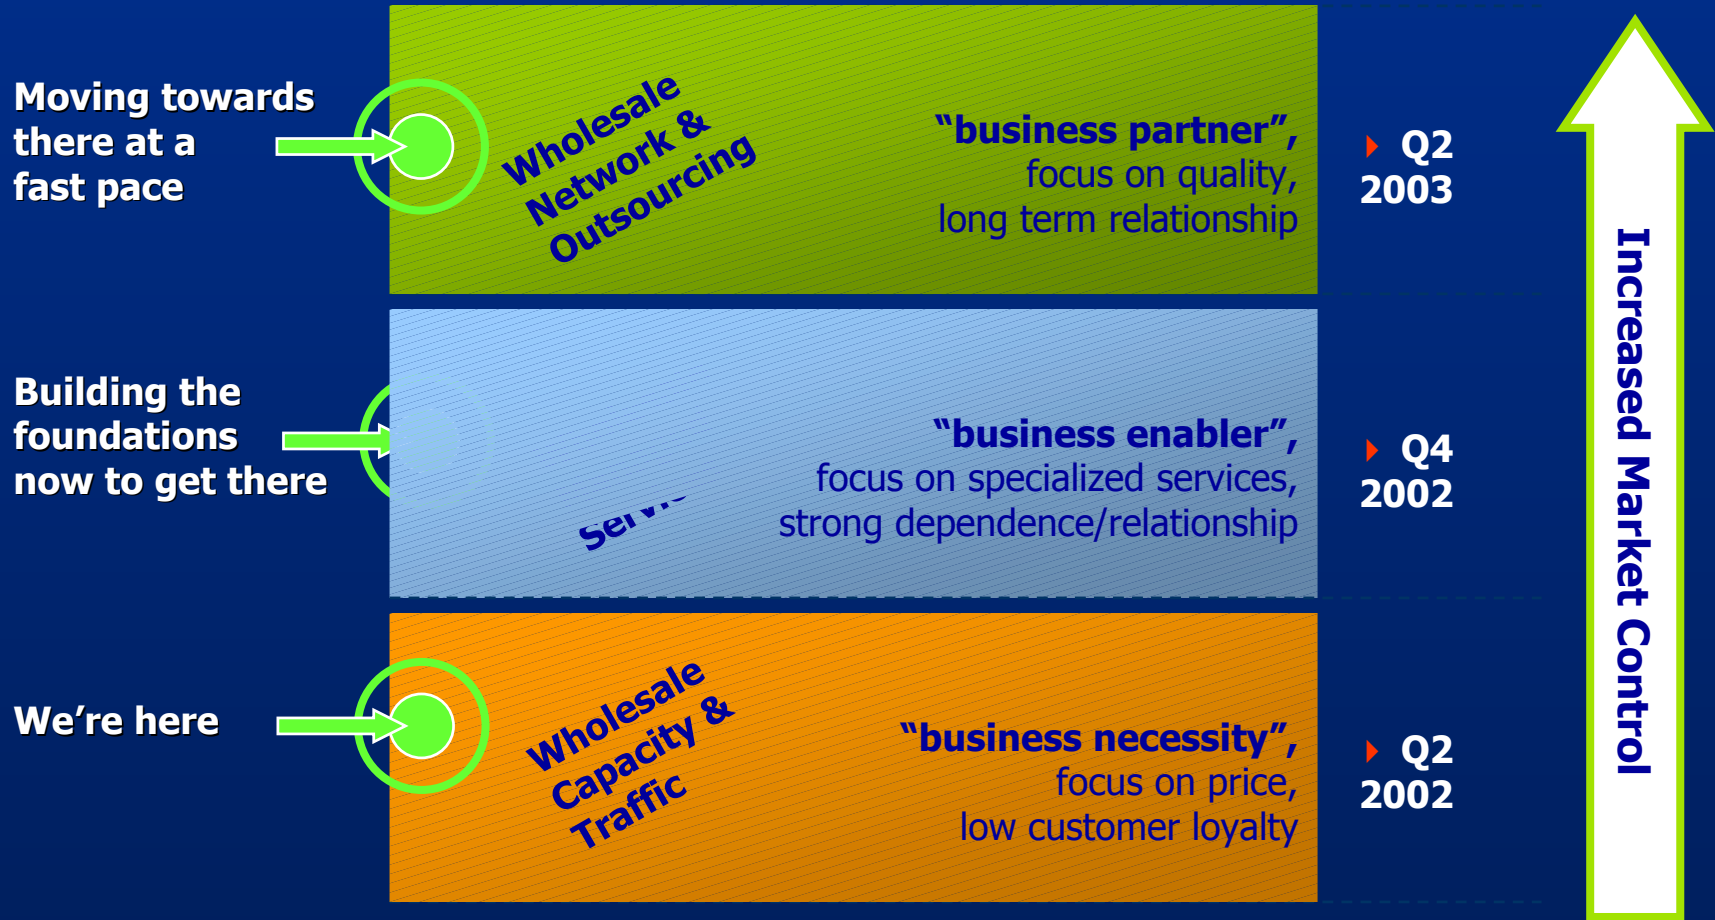 Moving towards
there at a
fast pace
Wholesale
Network &
Outsourcing
“business partner”,
focus on quality,
long term relationship
Q2
2003
Building the
foundations
now to get there
“business enabler”,
focus on specialized services,
strong dependence/relationship
Q4
2002
We’re here
Wholesale
Capacity &
Traffic
“business necessity”,
focus on price,
low customer loyalty
Q2
2002
Increased Market Control